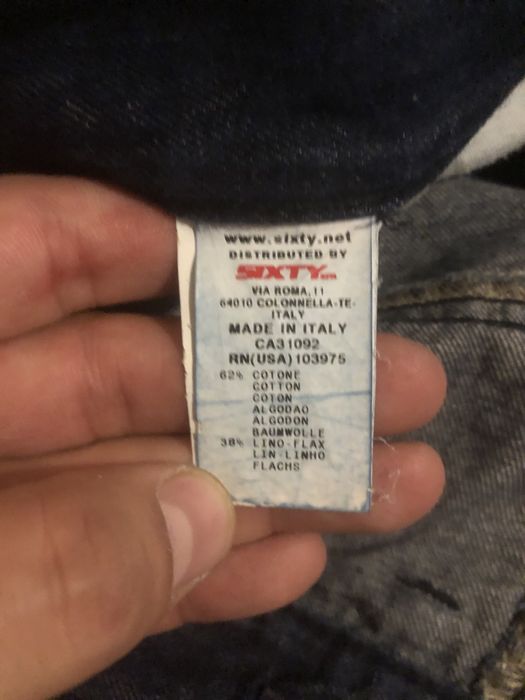 www.sixty.net
DISTRIBUTED BY
SIXTY
VIA ROMA, 11
64010 COLONNELLA-TE-
ITALY
MADE IN ITALY
CA31092
RN(USA)103975
62% COTONE
COTTON
COTON
ALGODAO
ALGODON
BAUMWOLLE
38% LINO-FLAX
LIN-LINHO
FLACHS